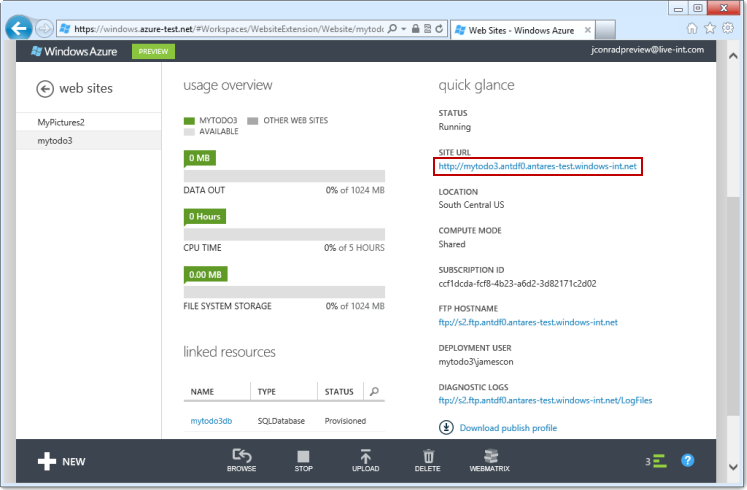 https://windows.azure-test.net/#Workspaces/WebsiteExtension/Website/mytodo
Web Sites - Windows Azure
Windows Azure
PREVIEW
jconradpreview@live-int.com
web sites
MyPictures2
mytodo3
usage overview
MYTODO3
OTHER WEB SITES
AVAILABLE
0 MB
DATA OUT
0% of 1024 MB
0 Hours
CPU TIME
0% of 5 HOURS
0.00 MB
FILE SYSTEM STORAGE
0% of 1024 MB
linked resources
NAME TYPE STATUS
mytodo3db SQLDatabase Provisioned
quick glance
STATUS
Running
SITE URL
http://mytodo3.antdf0.antares-test.windows-int.net
LOCATION
South Central US
COMPUTE MODE
Shared
SUBSCRIPTION ID
ccf1dcda-fcf8-4b23-a6d2-3d82171c2d02
FTP HOSTNAME
ftp://s2.ftp.antdf0.antares-test.windows-int.net
DEPLOYMENT USER
mytodo3\jamescon
DIAGNOSTIC LOGS
ftp://s2.ftp.antdf0.antares-test.windows-int.net/LogFiles
Download publish profile
NEW
BROWSE
STOP
UPLOAD
DELETE
WEBMATRIX
3
?